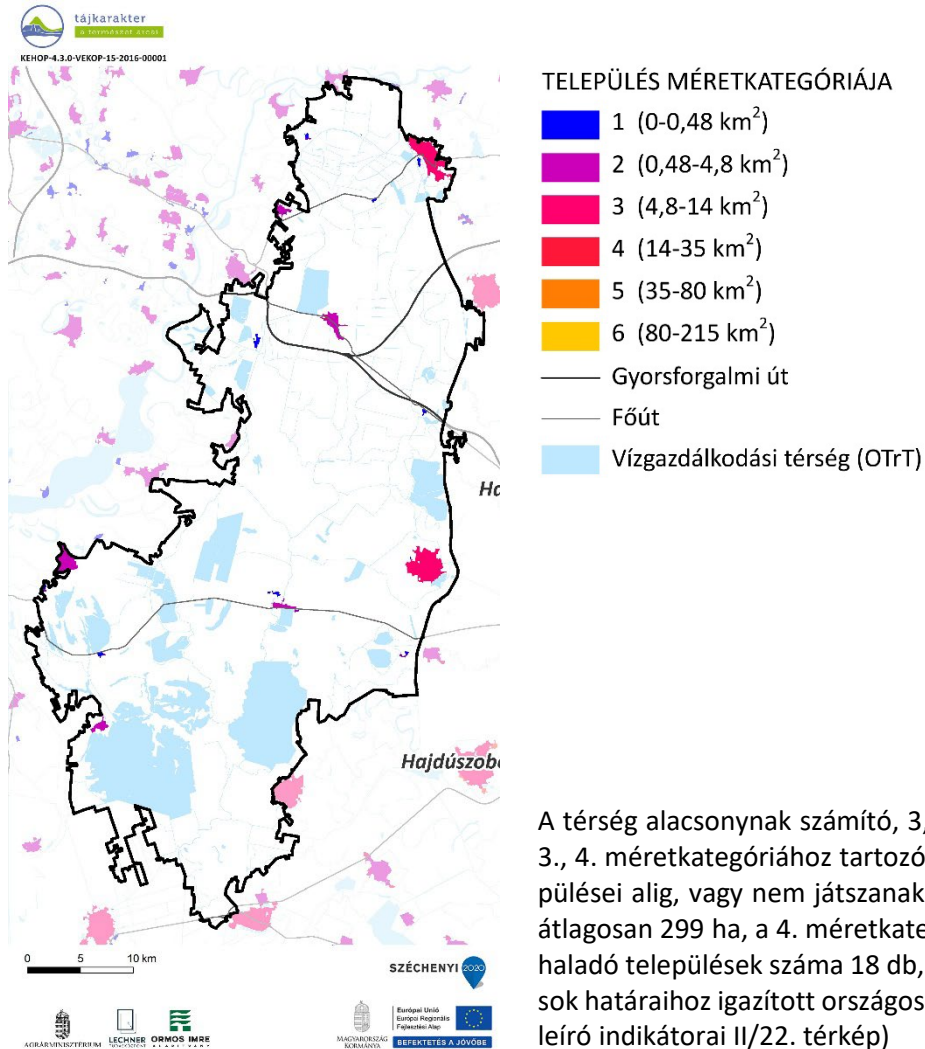 tájkarakter
a természet arcai
KEHOP-4.3.0-VEKOP-15-2016-00001
TELEPÜLÉS MÉRETKATEGÓRIÁJA
1 (0-0,48 km²)
2 (0,48-4,8 km²)
3 (4,8-14 km²)
4 (14-35 km²)
5 (35-80 km²)
6 (80-215 km²)
Gyorsforgalmi út
Főút
Vízgazdálkodási térség (OTrT)
Ha
Hajdúszobo
A térség alacsonynak számító, 3,
3., 4. méretkategóriához tartozó
pülései alig, vagy nem játszanak
átlagosan 299 ha, a 4. méretkate
haladó települések száma 18 db,
sok határaihoz igazított országos
leíró indikátorai II/22. térkép)
0 5 10 km
SZÉCHENYI 2020
AGRÁRMINISZTÉRIUM
LECHNER
ORMOS IMRE
ALAPÍTVÁNY
MAGYARORSZÁG
KORMÁNYA
Európai Unió
Európai Regionális
Fejlesztési Alap
BEFEKTETÉS A JÖVŐBE